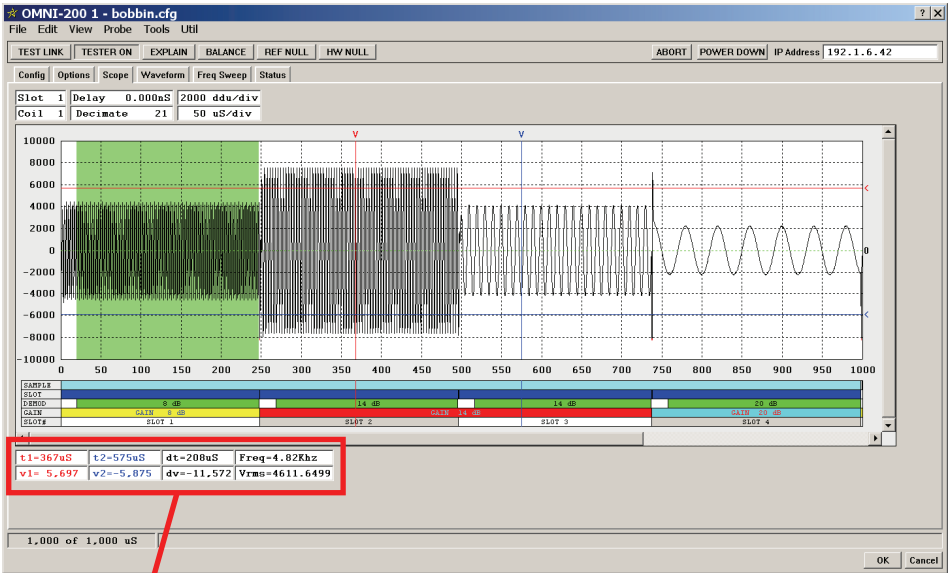 OMNI-200 1 - bobbin.cfg ? X
File Edit View Probe Tools Util
TEST LINK TESTER ON EXPLAIN BALANCE REF NULL HW NULL ABORT POWER DOWN IP Address 192.1.6.42
Config Options Scope Waveform Freq Sweep Status
Slot 1 Delay 0.000nS 2000 ddu/div
Coil 1 Decimate 21 50 uS/div
V V
10000
8000
6000
4000
2000
0 0
-2000
-4000
-6000
-8000
-10000
0 50 100 150 200 250 300 350 400 450 500 550 600 650 700 750 800 850 900 950 1000
SAMPLE
SLOT
DEMOD 8 dB 14 dB 14 dB 20 dB
GAIN GAIN 8 dB GAIN 14 dB GAIN 20 dB
SLOT# SLOT 1 SLOT 2 SLOT 3 SLOT 4
t1=367uS t2=575uS dt=208uS Freq=4.82Khz
v1= 5,697 v2=-5,875 dv=-11,572 Vrms=4611.6499
1,000 of 1,000 uS
OK Cancel